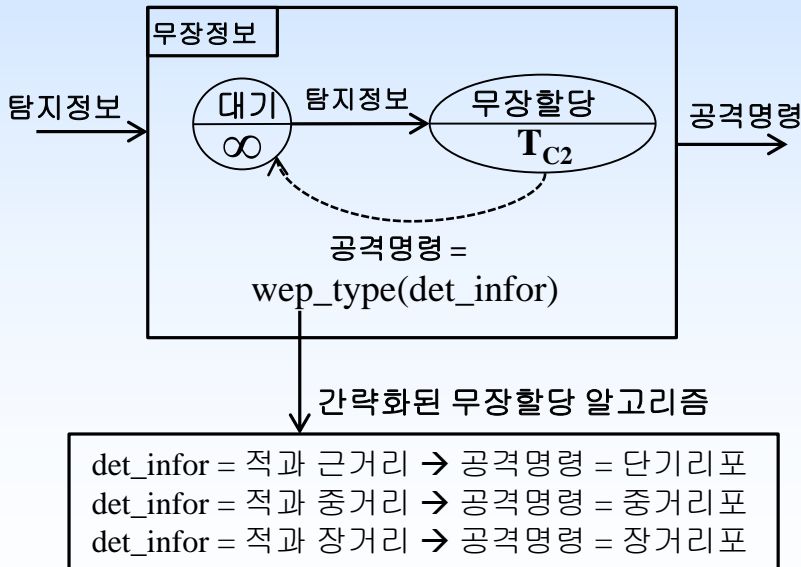 무장정보
탐지정보
대기
∞
탐지정보
무장할당
T_C2
공격명령
공격명령 =
wep_type(det_infor)
간략화된 무장할당 알고리즘
det_infor = 적과 근거리 → 공격명령 = 단기리포
det_infor = 적과 중거리 → 공격명령 = 중거리포
det_infor = 적과 장거리 → 공격명령 = 장거리포